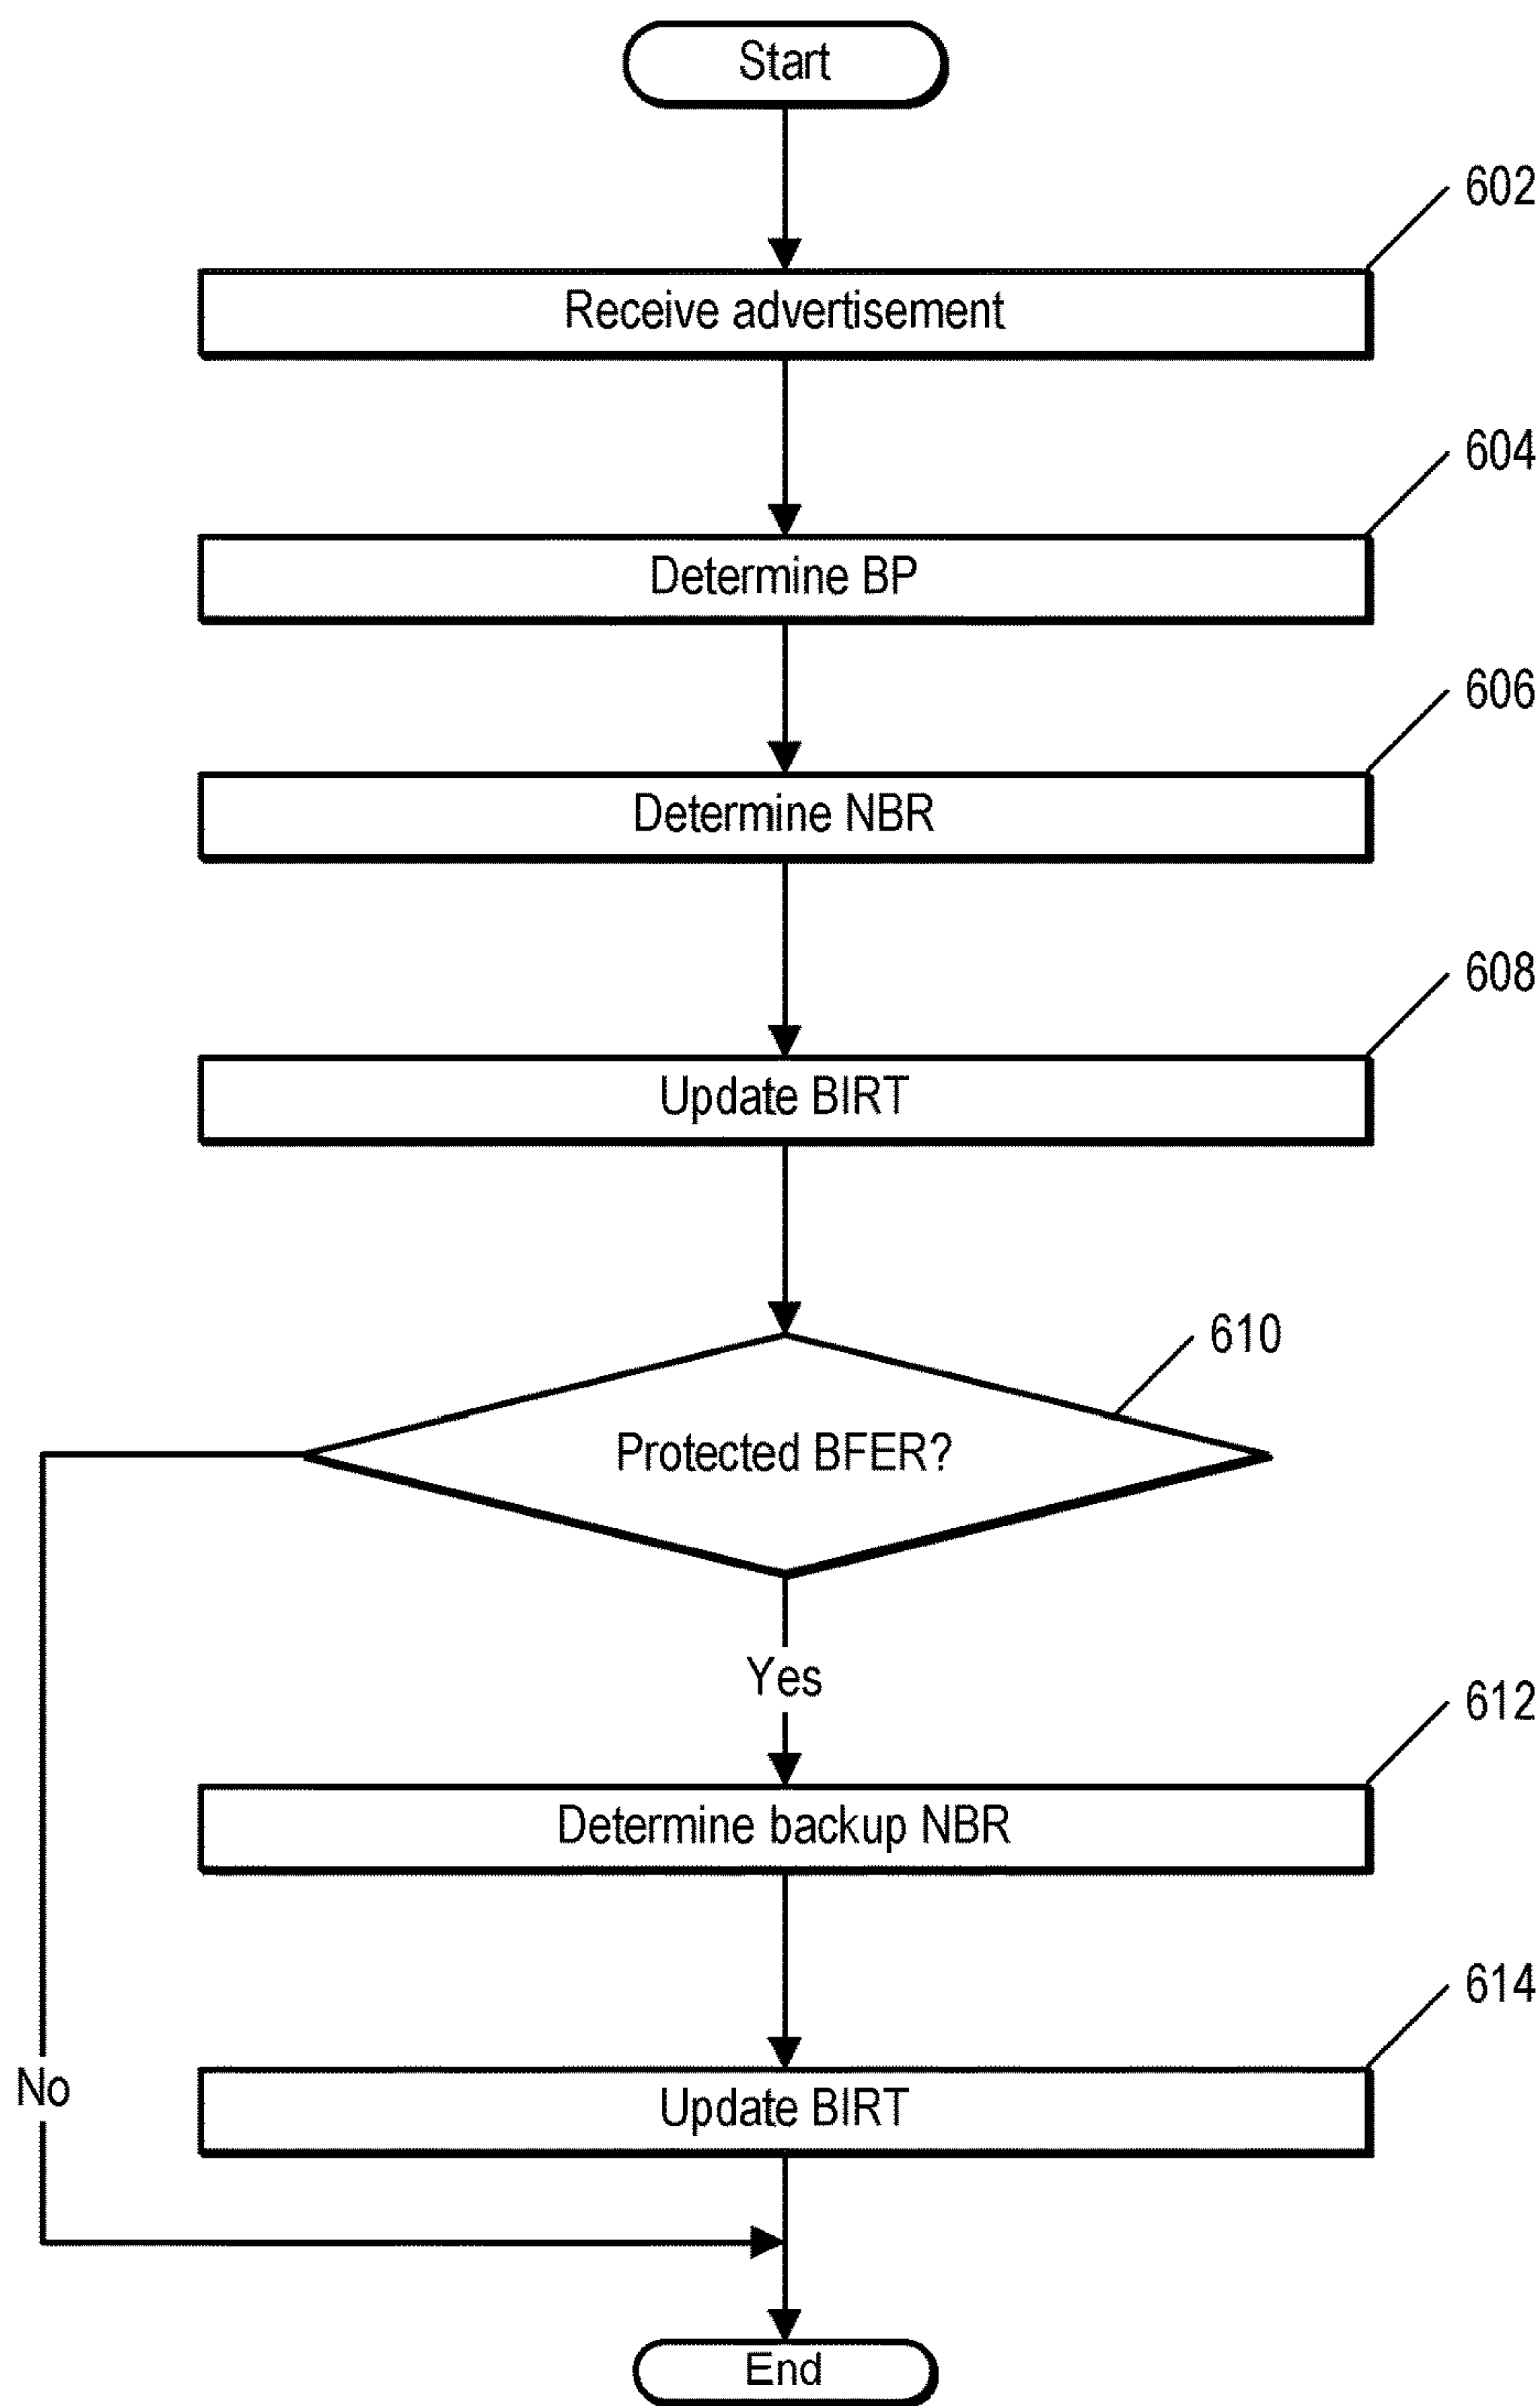 Start
602
Receive advertisement
604
Determine BP
606
Determine NBR
608
Update BIRT
610
Protected BFER?
Yes
612
Determine backup NBR
614
No
Update BIRT
End